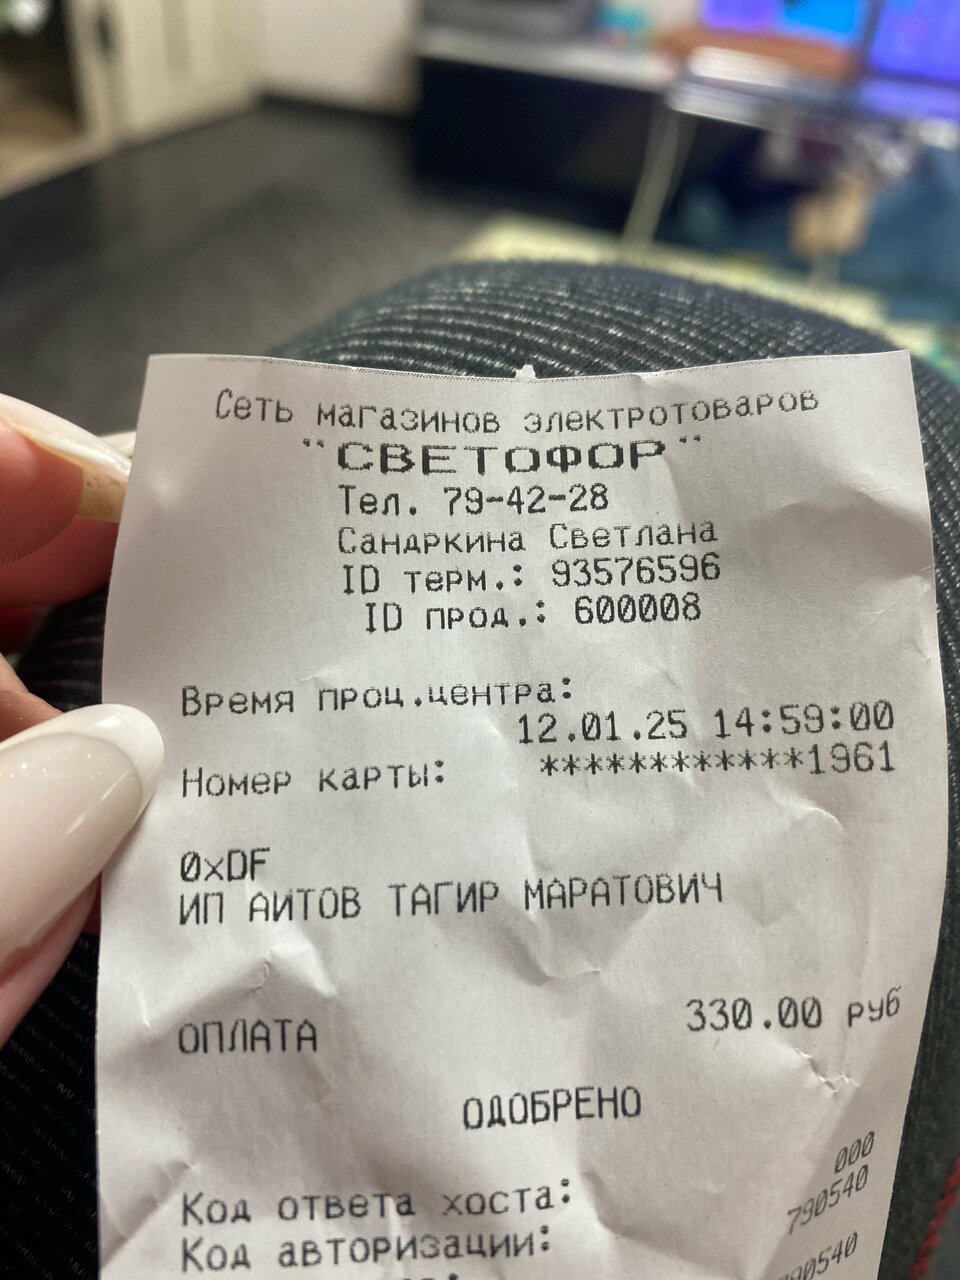 Сеть магазинов электротоваров
"СВЕТОФОР"
Тел. 79-42-28
Сандркина Светлана
ID терм.: 93576596
ID прод.: 600008
Время проц.центра:
12.01.25 14:59:00
Номер карты: ************1961
0xDF
ИП АИТОВ ТАГИР МАРАТОВИЧ
ОПЛАТА 330.00 руб
ОДОБРЕНО
Код ответа хоста: 000
Код авторизации: 790540